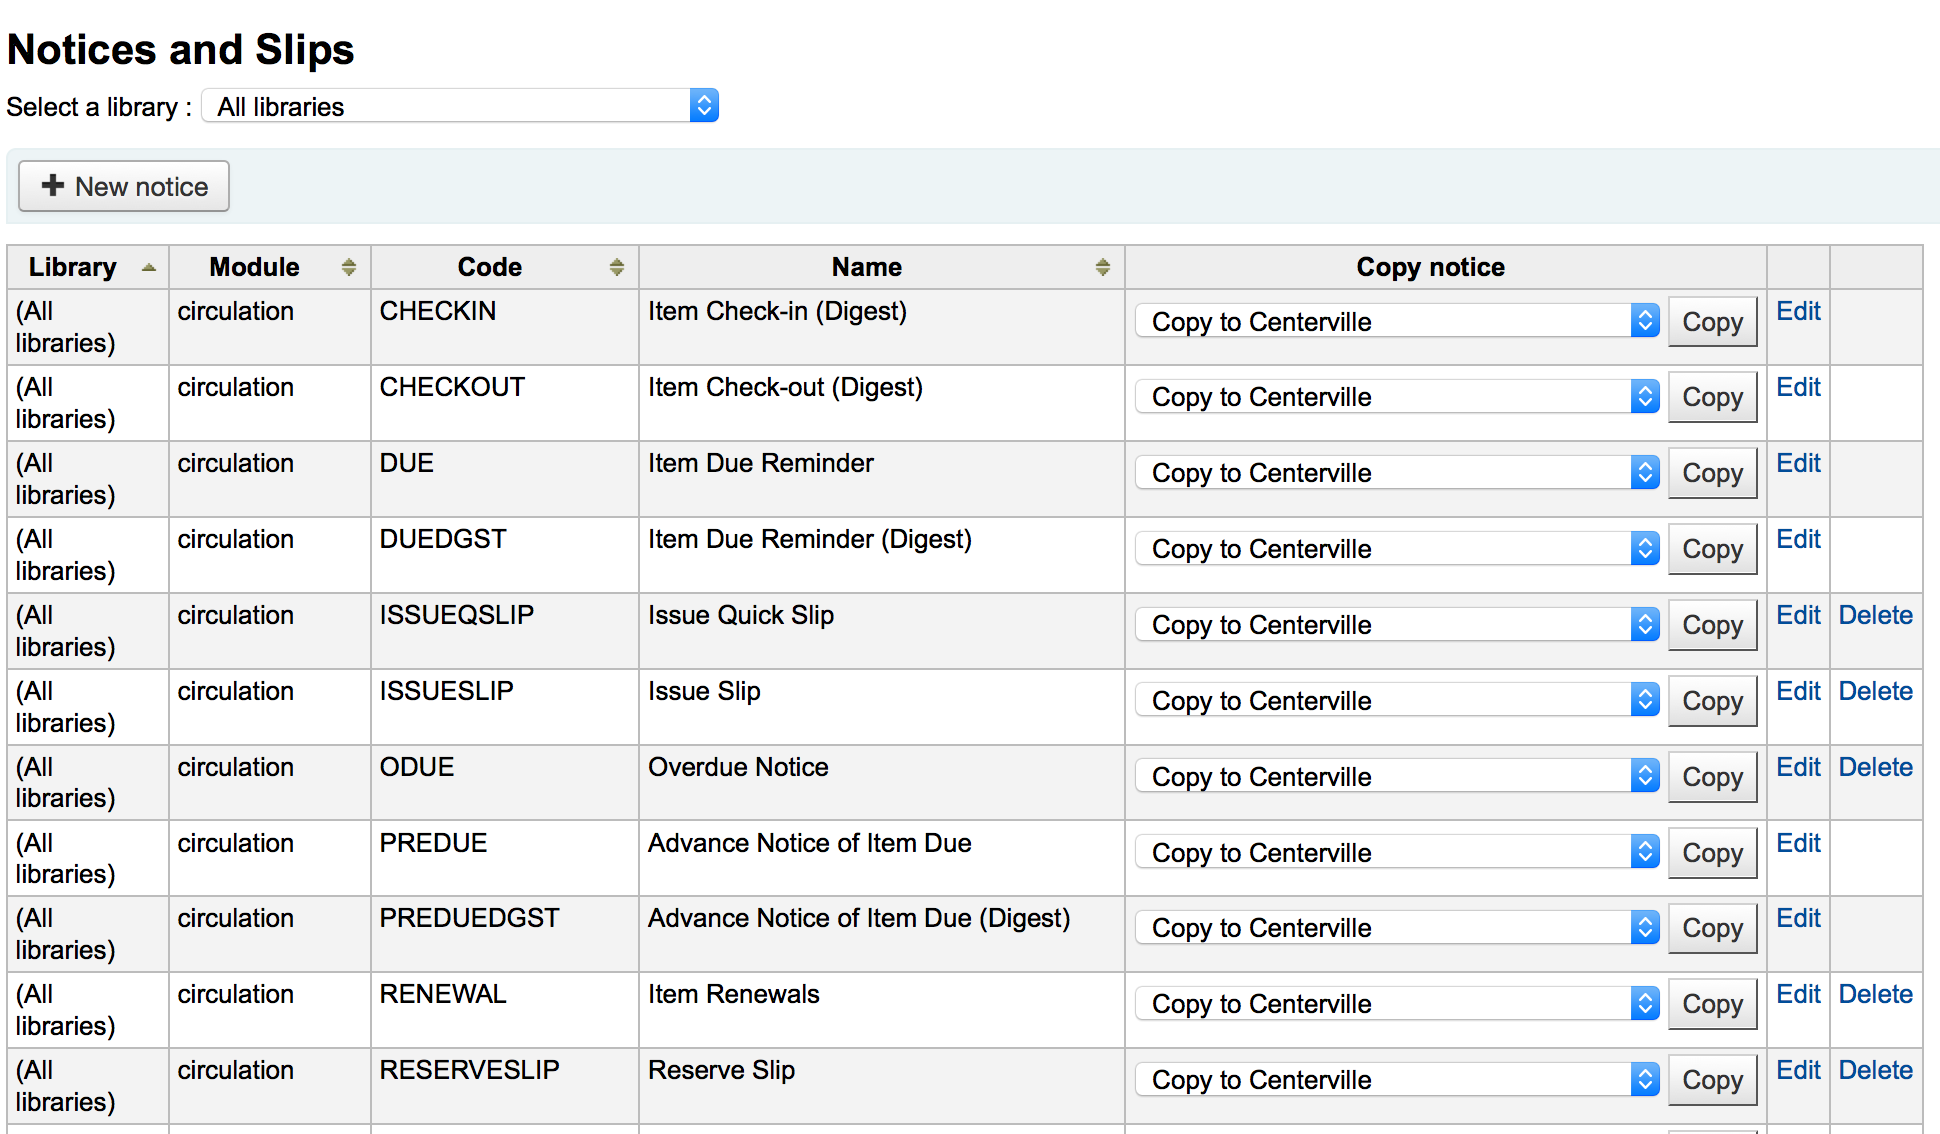 Notices and Slips
Select a library : All libraries
New notice
Library Module Code Name Copy notice
(All libraries) circulation CHECKIN Item Check-in (Digest) Copy to Centerville Copy Edit
(All libraries) circulation CHECKOUT Item Check-out (Digest) Copy to Centerville Copy Edit
(All libraries) circulation DUE Item Due Reminder Copy to Centerville Copy Edit
(All libraries) circulation DUEDGST Item Due Reminder (Digest) Copy to Centerville Copy Edit
(All libraries) circulation ISSUEQSLIP Issue Quick Slip Copy to Centerville Copy Edit Delete
(All libraries) circulation ISSUESLIP Issue Slip Copy to Centerville Copy Edit Delete
(All libraries) circulation ODUE Overdue Notice Copy to Centerville Copy Edit Delete
(All libraries) circulation PREDUE Advance Notice of Item Due Copy to Centerville Copy Edit
(All libraries) circulation PREDUEDGST Advance Notice of Item Due (Digest) Copy to Centerville Copy Edit
(All libraries) circulation RENEWAL Item Renewals Copy to Centerville Copy Edit Delete
(All libraries) circulation RESERVESLIP Reserve Slip Copy to Centerville Copy Edit Delete